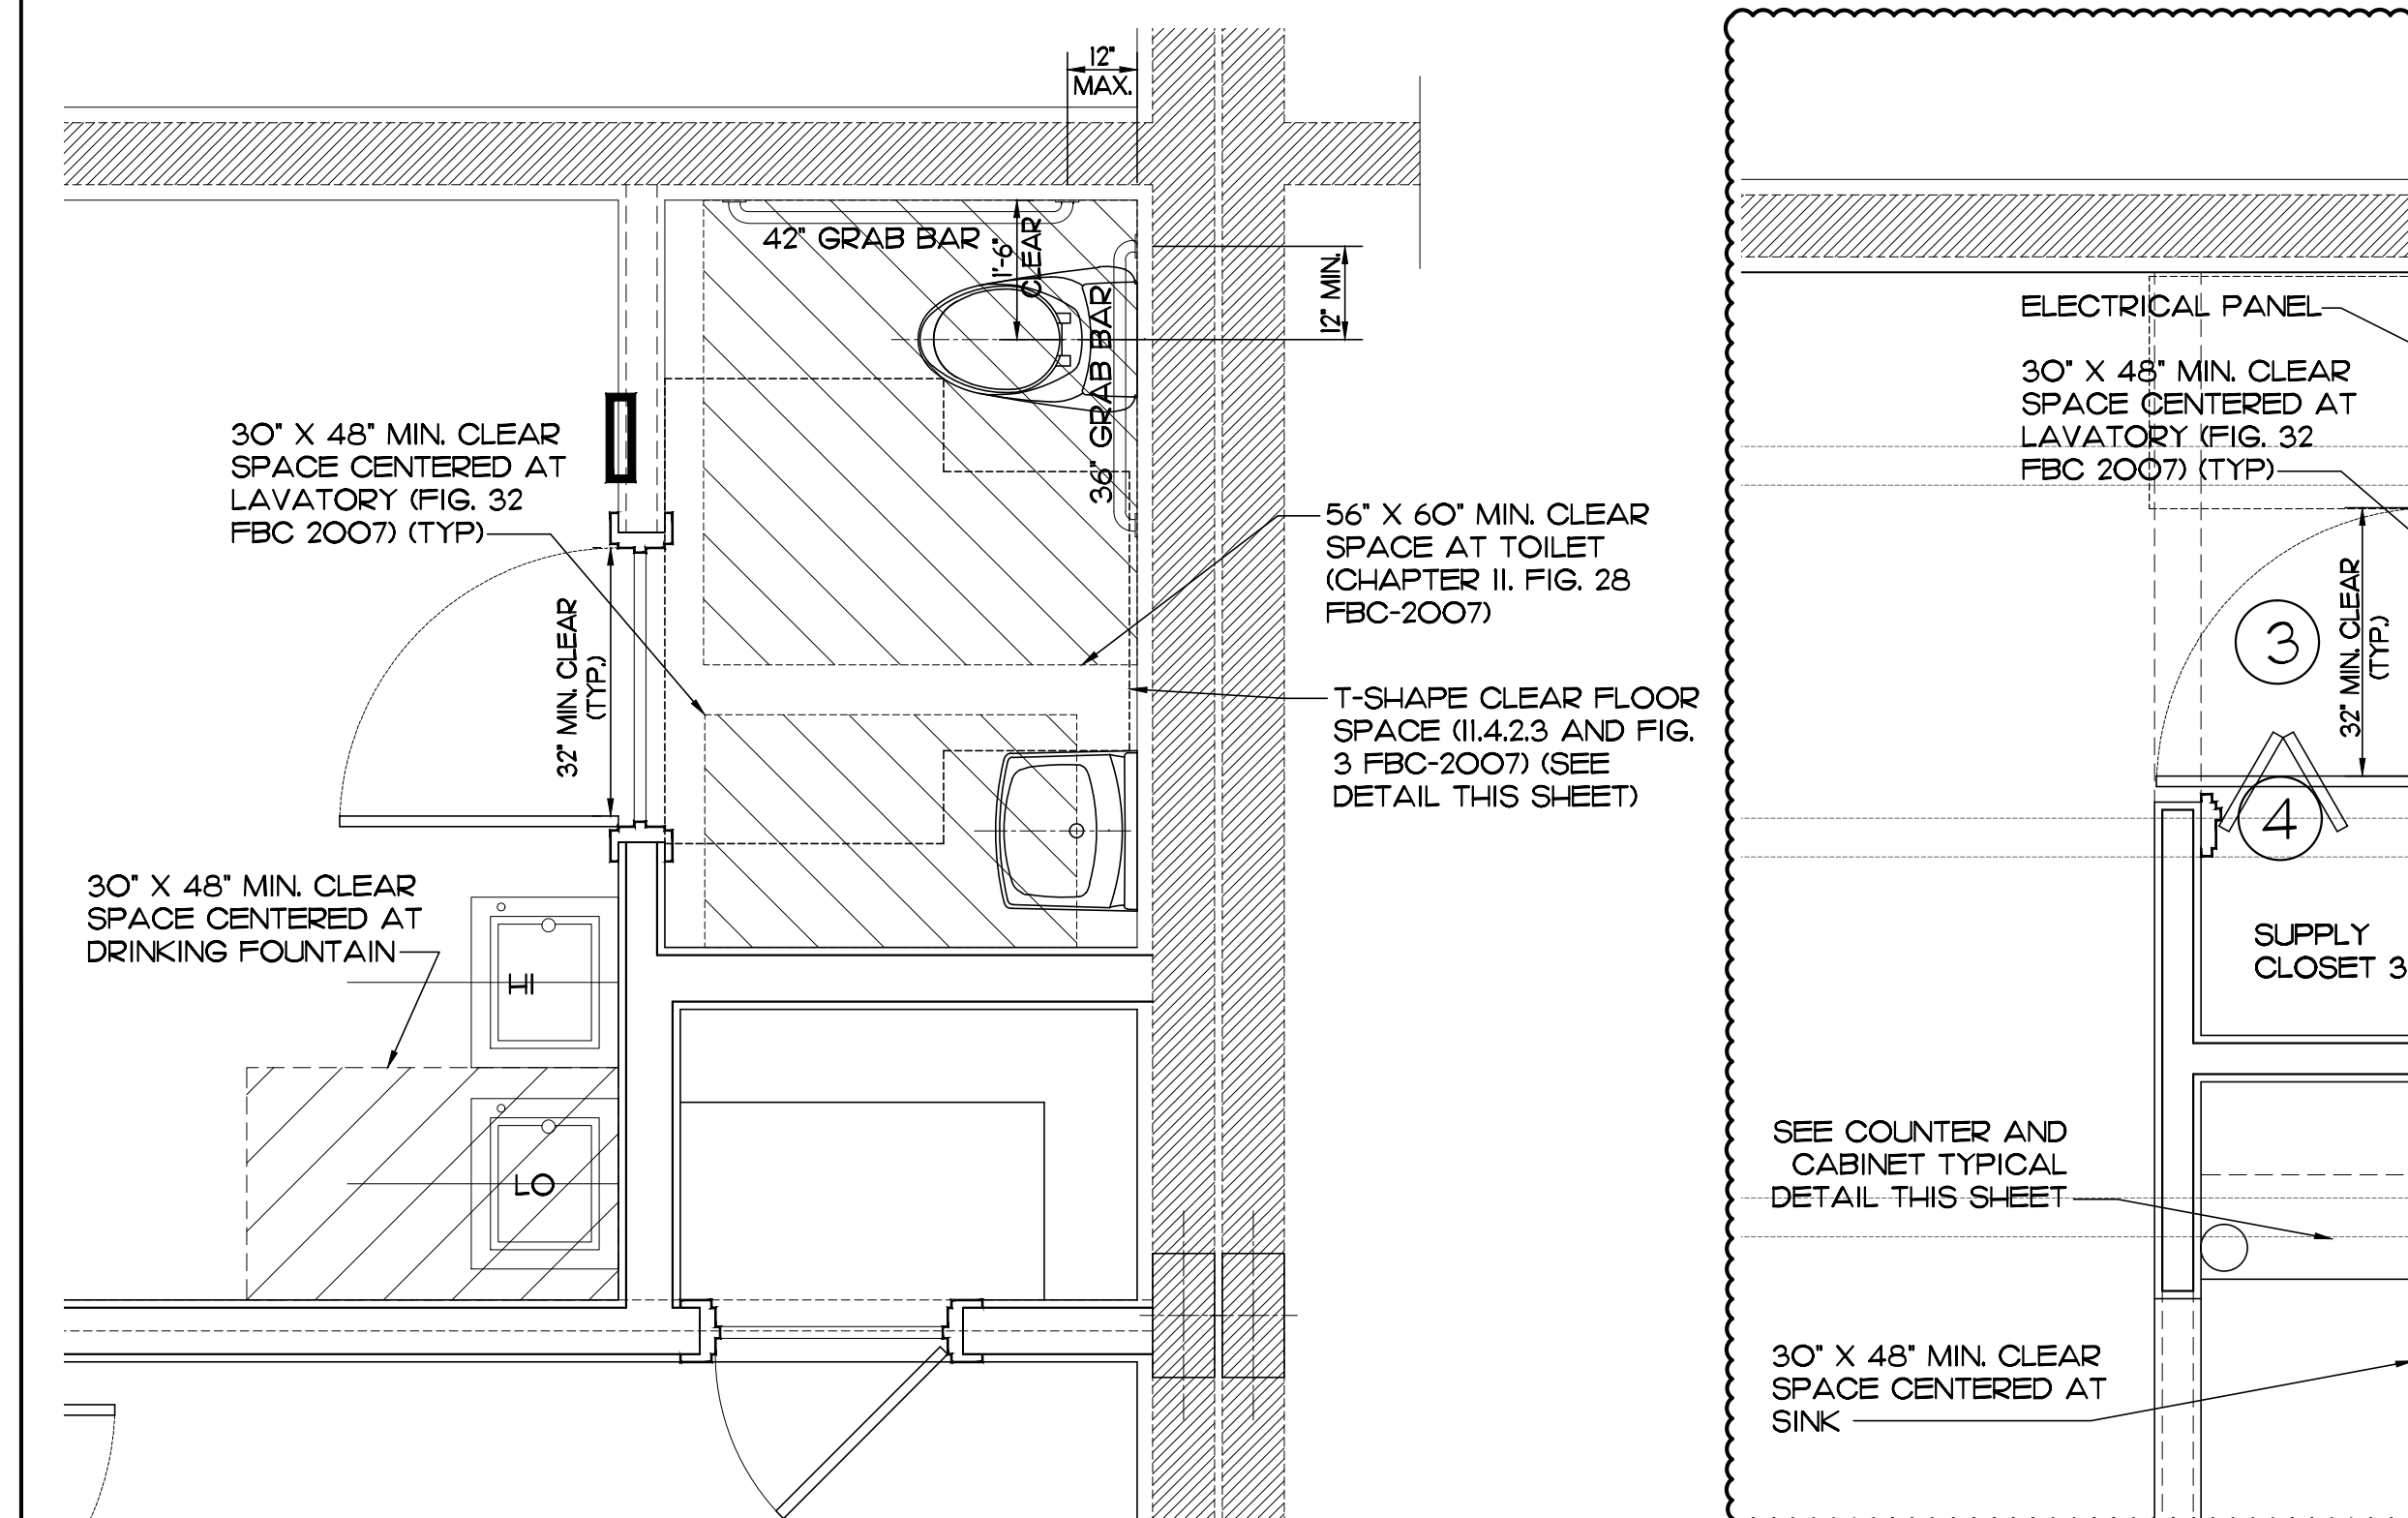 12"
MAX.
42" GRAB BAR
1'-6"
CLEAR
36" GRAB BAR
12" MIN.
30" X 48" MIN. CLEAR
SPACE CENTERED AT
LAVATORY (FIG. 32
FBC 2007) (TYP)
32" MIN. CLEAR
(TYP.)
56" X 60" MIN. CLEAR
SPACE AT TOILET
(CHAPTER 11. FIG. 28
FBC-2007)
T-SHAPE CLEAR FLOOR
SPACE (11.4.2.3 AND FIG.
3 FBC-2007) (SEE
DETAIL THIS SHEET)
30" X 48" MIN. CLEAR
SPACE CENTERED AT
DRINKING FOUNTAIN
HI
LO
ELECTRICAL PANEL
30" X 48" MIN. CLEAR
SPACE CENTERED AT
LAVATORY (FIG. 32
FBC 2007) (TYP)
3
32" MIN. CLEAR
(TYP.)
4
SUPPLY
CLOSET 3
SEE COUNTER AND
CABINET TYPICAL
DETAIL THIS SHEET
30" X 48" MIN. CLEAR
SPACE CENTERED AT
SINK